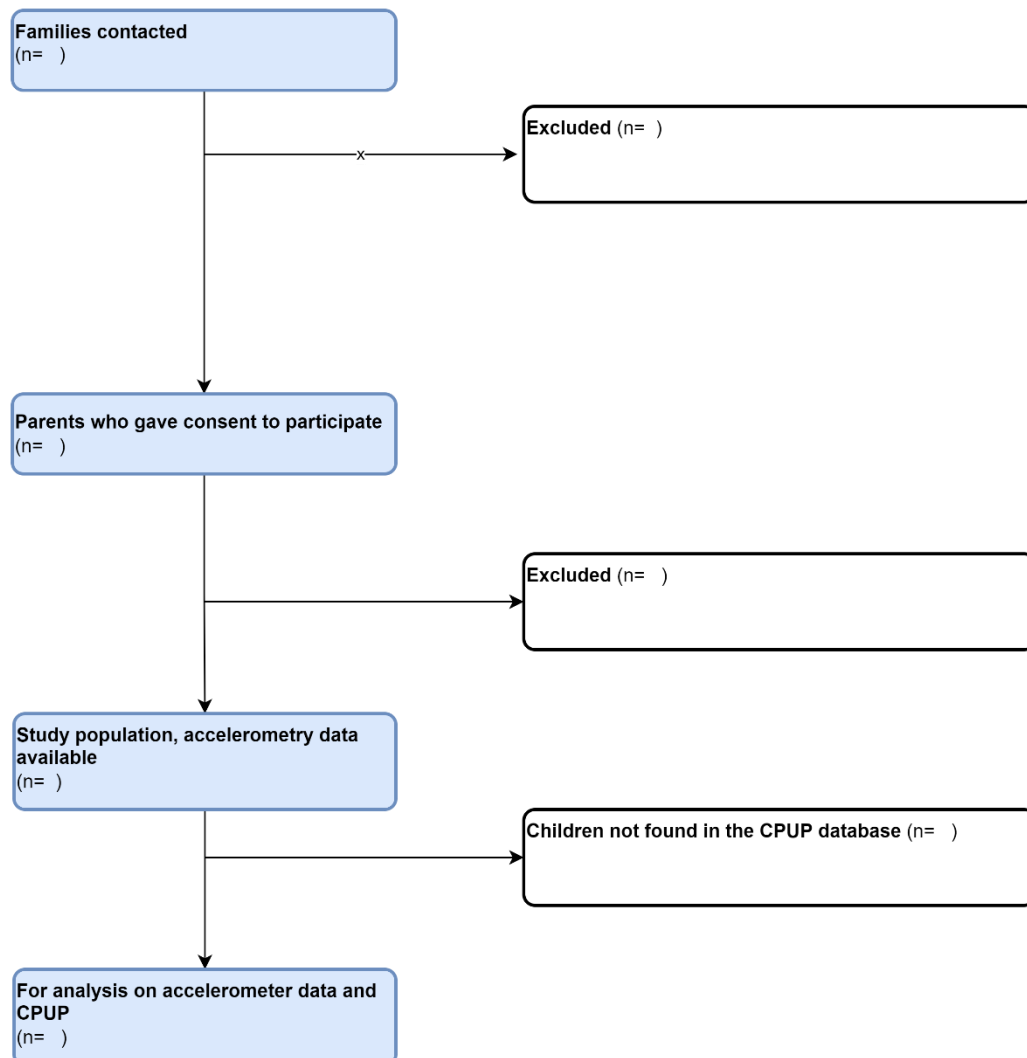 Families contacted
(n=   )
Excluded (n=  )
x
Parents who gave consent to participate
(n=   )
Excluded (n=   )
Study population, accelerometry data
available
(n=  )
Children not found in the CPUP database (n=   )
For analysis on accelerometer data and
CPUP
(n=   )